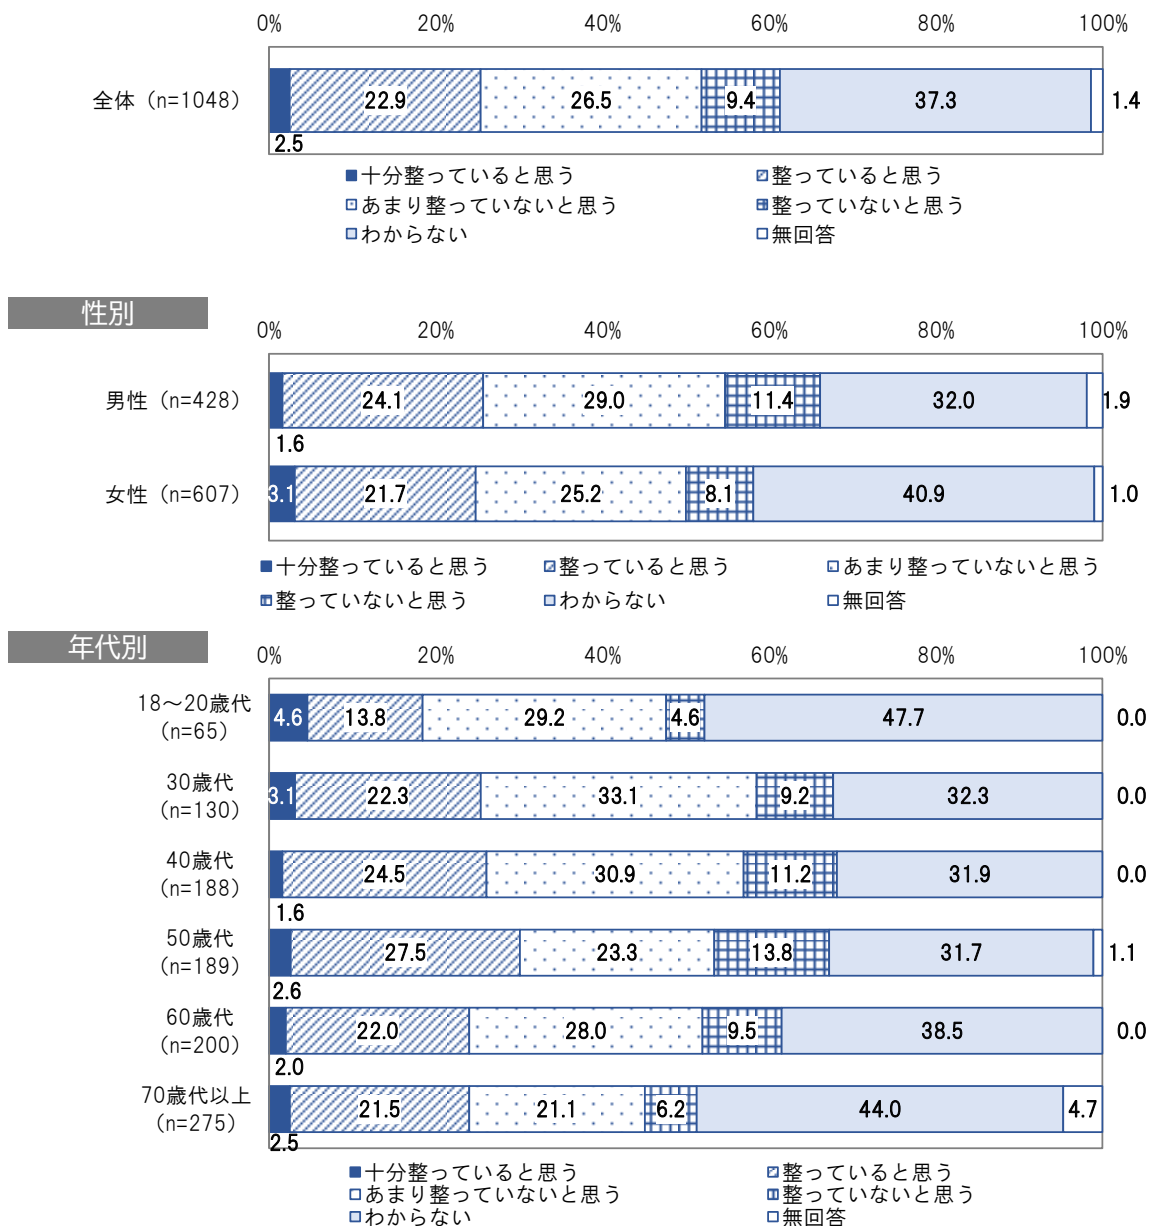 0% 20% 40% 60% 80% 100%
全体（n=1048） 22.9 26.5 9.4 37.3 1.4
2.5
■十分整っていると思う 整っていると思う
あまり整っていないと思う 整っていないと思う
わからない 無回答
性別
0% 20% 40% 60% 80% 100%
男性（n=428） 24.1 29.0 11.4 32.0 1.9
1.6
女性（n=607） 3.1 21.7 25.2 8.1 40.9 1.0
■十分整っていると思う 整っていると思う あまり整っていないと思う
整っていないと思う わからない 無回答
年代別
0% 20% 40% 60% 80% 100%
18～20歳代
（n=65） 4.6 13.8 29.2 4.6 47.7 0.0
30歳代
（n=130） 3.1 22.3 33.1 9.2 32.3 0.0
40歳代
（n=188） 24.5 30.9 11.2 31.9 0.0
1.6
50歳代
（n=189） 27.5 23.3 13.8 31.7 1.1
2.6
60歳代
（n=200） 22.0 28.0 9.5 38.5 0.0
2.0
70歳代以上
（n=275） 21.5 21.1 6.2 44.0 4.7
2.5
■十分整っていると思う 整っていると思う
あまり整っていないと思う 整っていないと思う
わからない 無回答